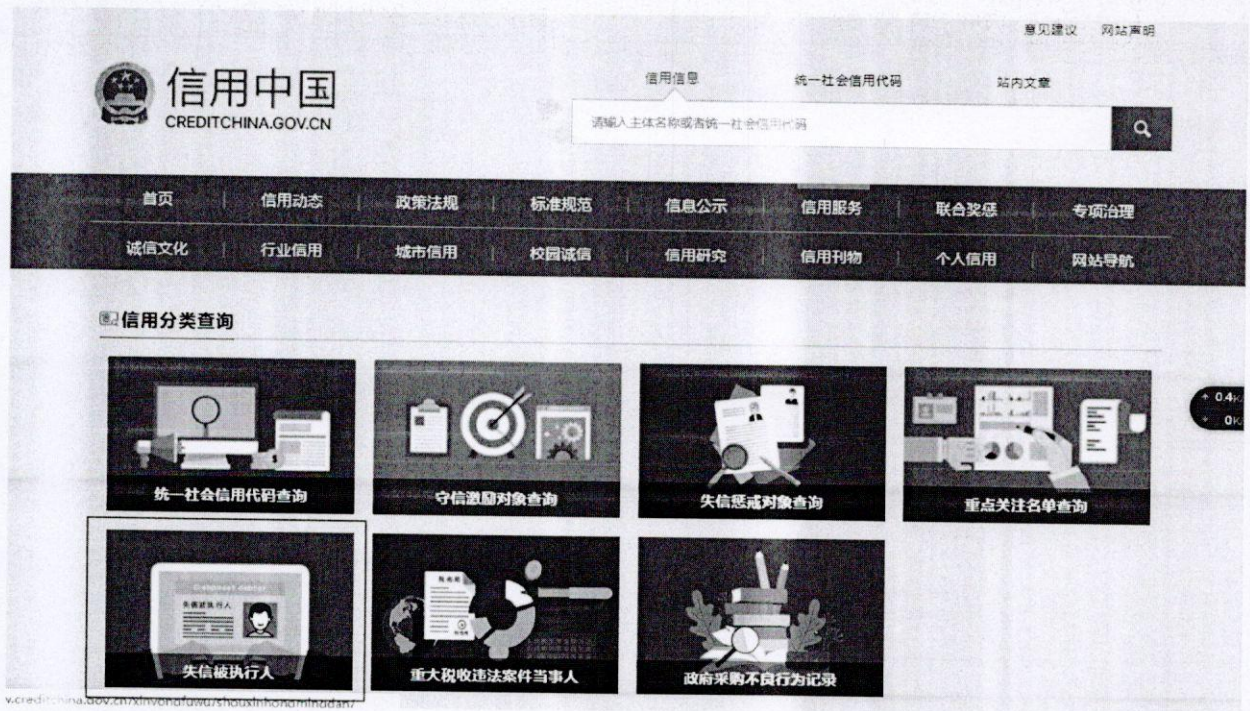 意见建议 网站声明
信用中国
CREDITCHINA.GOV.CN
信用信息 统一社会信用代码 站内文章
请输入主体名称或者统一社会信用代码
首页 信用动态 政策法规 标准规范 信息公示 信用服务 联合奖惩 专项治理
诚信文化 行业信用 城市信用 校园诚信 信用研究 信用刊物 个人信用 网站导航
信用分类查询
统一社会信用代码查询 守信激励对象查询 失信惩戒对象查询 重点关注名单查询
↑ 0.4K/
↓ 0K/
失信被执行人
失信被执行人 重大税收违法案件当事人 政府采购不良行为记录
v.creditchina.gov.cn/xinyongfuwu/shouxinhongmingdan/